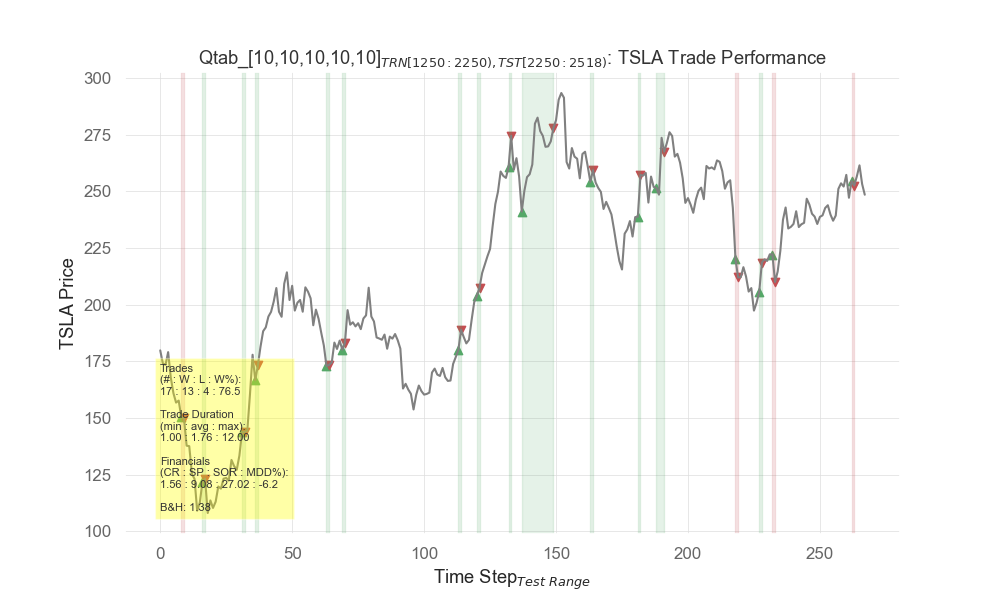 Qtab_[10,10,10,10,10]TRN[1250:2250),TST[2250:2518): TSLA Trade Performance
300
275
250
225
200
175
150
125
100
TSLA Price
Trades
(# : W : L : W%):
17 : 13 : 4 : 76.5
Trade Duration
(min : avg : max):
1.00 : 1.76 : 12.00
Financials
(CR : SP : SOR : MDD%):
1.56 : 9.08 : 27.02 : -6.2
B&H: 1.38
0 50 100 150 200 250
Time StepTest Range